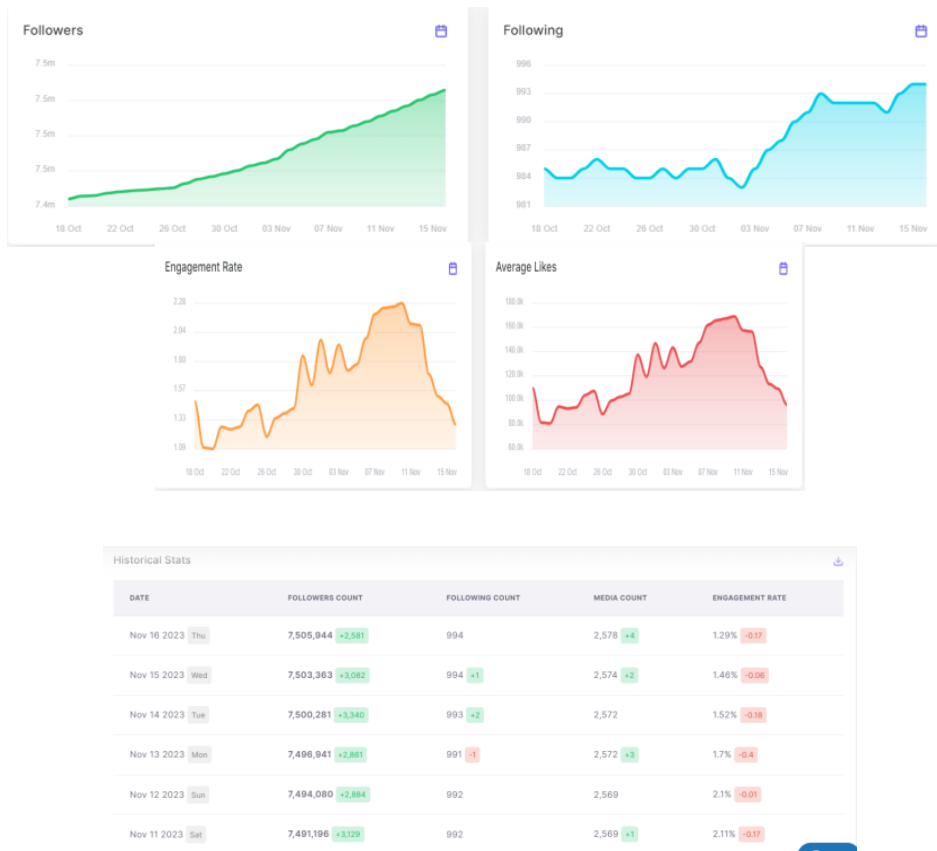 Followers
7.5m
7.5m
7.5m
7.5m
7.4m
18 Oct 22 Oct 26 Oct 30 Oct 03 Nov 07 Nov 11 Nov 15 Nov
Following
996
993
990
987
984
981
18 Oct 22 Oct 26 Oct 30 Oct 03 Nov 07 Nov 11 Nov 15 Nov
Engagement Rate
2.28
2.04
1.80
1.57
1.33
1.09
18 Oct 22 Oct 26 Oct 30 Oct 03 Nov 07 Nov 11 Nov 15 Nov
Average Likes
180.0k
160.0k
140.0k
120.0k
100.0k
80.0k
60.0k
18 Oct 22 Oct 26 Oct 30 Oct 03 Nov 07 Nov 11 Nov 15 Nov
Historical Stats
DATE FOLLOWERS COUNT FOLLOWING COUNT MEDIA COUNT ENGAGEMENT RATE
Nov 16 2023 Thu 7,505,944 +2,581 994 2,578 +4 1.29% -0.17
Nov 15 2023 Wed 7,503,363 +3,082 994 +1 2,574 +2 1.46% -0.06
Nov 14 2023 Tue 7,500,281 +3,340 993 +2 2,572 1.52% -0.18
Nov 13 2023 Mon 7,496,941 +2,861 991 -1 2,572 +3 1.7% -0.4
Nov 12 2023 Sun 7,494,080 +2,884 992 2,569 2.1% -0.01
Nov 11 2023 Sat 7,491,196 +3,129 992 2,569 +1 2.11% -0.17